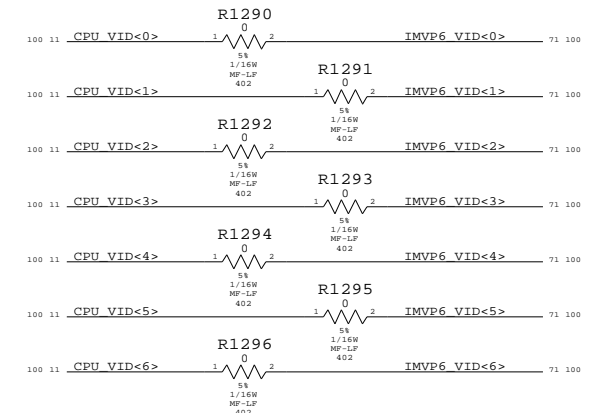 R1290
0
100 11 CPU_VID<0> 1 2 IMVP6_VID<0> 71 100
5%
1/16W
MF-LF
402
R1291
0
100 11 CPU_VID<1> 1 2 IMVP6_VID<1> 71 100
5%
1/16W
MF-LF
402
R1292
0
100 11 CPU_VID<2> 1 2 IMVP6_VID<2> 71 100
5%
1/16W
MF-LF
402
R1293
0
100 11 CPU_VID<3> 1 2 IMVP6_VID<3> 71 100
5%
1/16W
MF-LF
402
R1294
0
100 11 CPU_VID<4> 1 2 IMVP6_VID<4> 71 100
5%
1/16W
MF-LF
402
R1295
0
100 11 CPU_VID<5> 1 2 IMVP6_VID<5> 71 100
5%
1/16W
MF-LF
402
R1296
0
100 11 CPU_VID<6> 1 2 IMVP6_VID<6> 71 100
5%
1/16W
MF-LF
402